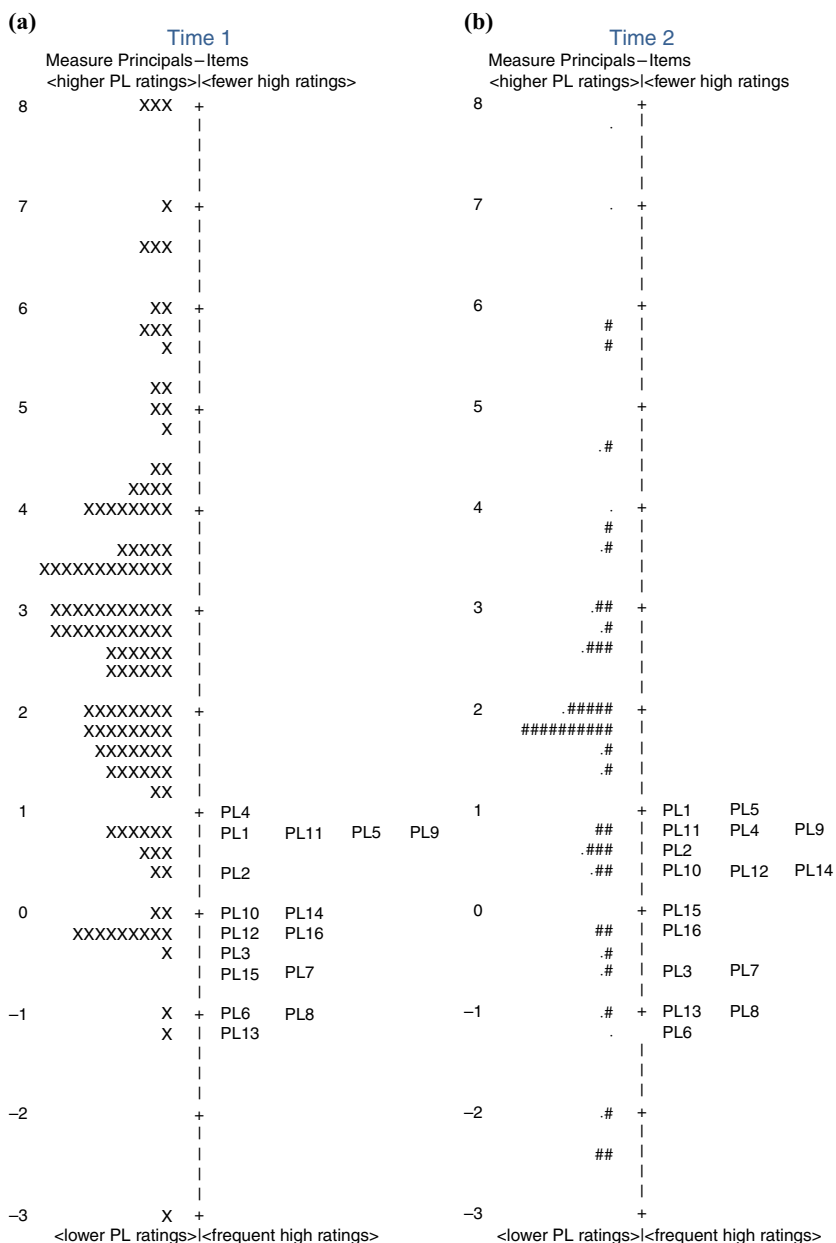 (a)
Time 1
Measure Principals–Items
<higher PL ratings>|<fewer high ratings>
8 XXX +
7 X +
XXX
6 XX +
XXX
X
XX
5 XX +
X
XX
XXXX
4 XXXXXXXX +
XXXXX
XXXXXXXXXXXX
3 XXXXXXXXXXX +
XXXXXXXXXXX
XXXXXX
XXXXXX
2 XXXXXXXX +
XXXXXXXX
XXXXXXX
XXXXXX
XX
1 + PL4
XXXXXX PL1 PL11 PL5 PL9
XXX
XX PL2
0 XX + PL10 PL14
XXXXXXXXX PL12 PL16
X PL3
PL15 PL7
–1 X + PL6 PL8
X PL13
–2 +
–3 X +
<lower PL ratings>|<frequent high ratings>
(b)
Time 2
Measure Principals–Items
<higher PL ratings>|<fewer high ratings
8 +
.
7 . +
6 +
#
#
5 +
.#
4 . +
#
.#
3 .## +
.#
.###
2 .##### +
##########
.#
.#
1 + PL1 PL5
## PL11 PL4 PL9
.### PL2
.## PL10 PL12 PL14
0 + PL15
## PL16
.#
.# PL3 PL7
–1 .# + PL13 PL8
. PL6
–2 .# +
##
–3 +
<lower PL ratings>|<frequent high ratings>